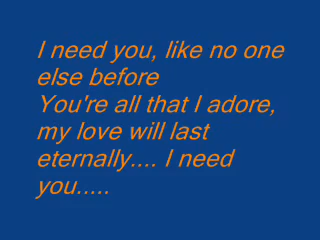 I need you, like no one
else before
You're all that I adore,
my love will last
eternally.... I need
you.....